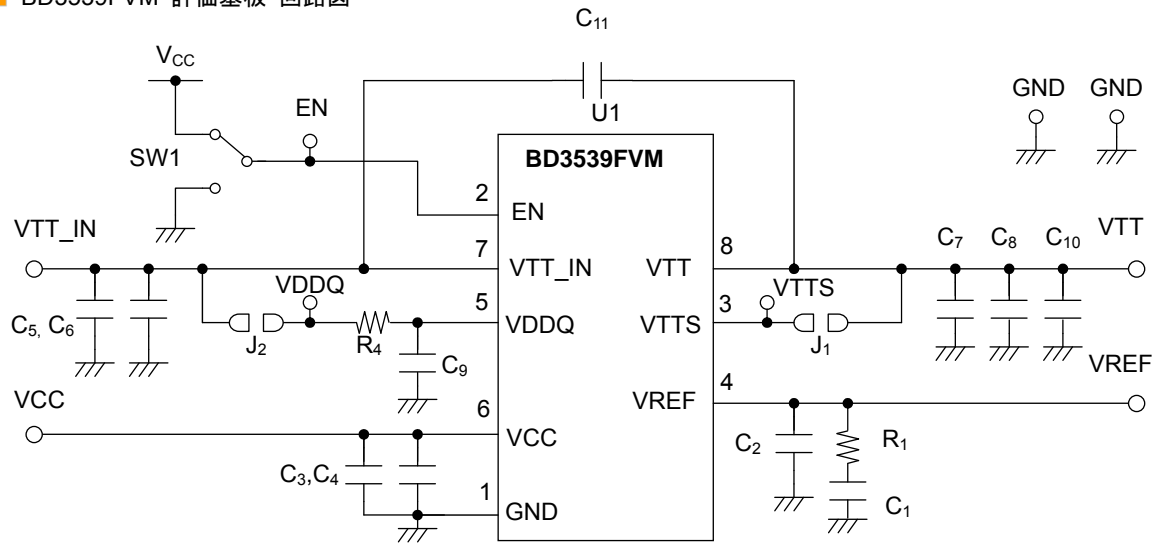 BD3539FVM 評価基板 回路図
C11
VCC
EN
U1
GND GND
SW1
BD3539FVM
2
EN
VTT_IN
7
VTT_IN
VTT
8
C7 C8 C10
VTT
VDDQ
5
VDDQ
VTTS
3
VTTS
C5, C6
J2
R4
C9
J1
VREF
4
VREF
VCC
6
VCC
C2
R1
C3,C4
1
GND
C1